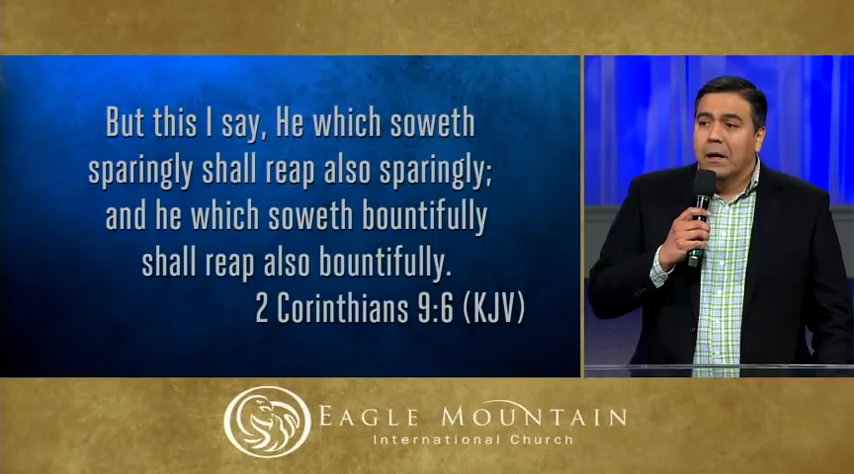 But this I say, He which soweth
sparingly shall reap also sparingly;
and he which soweth bountifully
shall reap also bountifully.
2 Corinthians 9:6 (KJV)
EAGLE MOUNTAIN
International Church